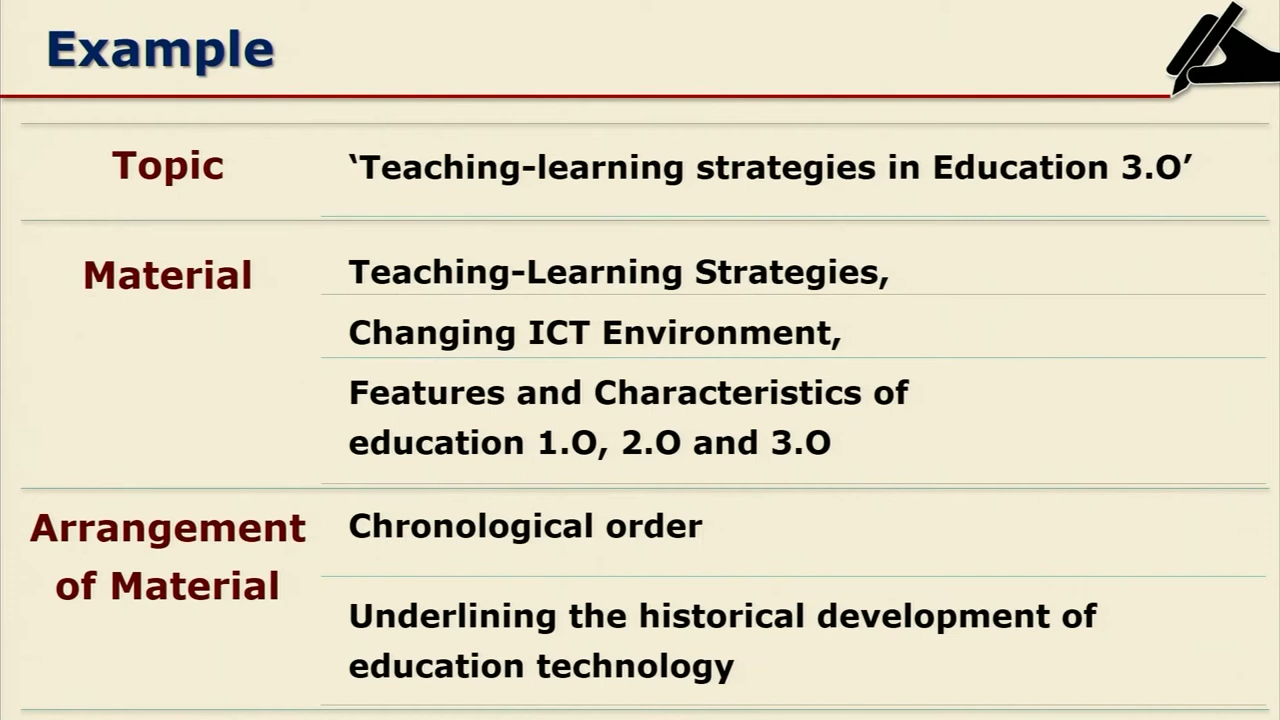 Example
Topic
‘Teaching-learning strategies in Education 3.O’
Material
Teaching-Learning Strategies,
Changing ICT Environment,
Features and Characteristics of
education 1.O, 2.O and 3.O
Arrangement
of Material
Chronological order
Underlining the historical development of
education technology